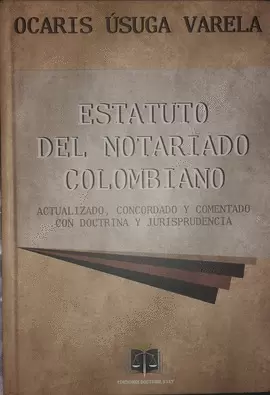 OCARIS ÚSUGA VARELA
ESTATUTO
DEL NOTARIADO
COLOMBIANO
ACTUALIZADO, CONCORDADO Y COMENTADO
CON DOCTRINA Y JURISPRUDENCIA